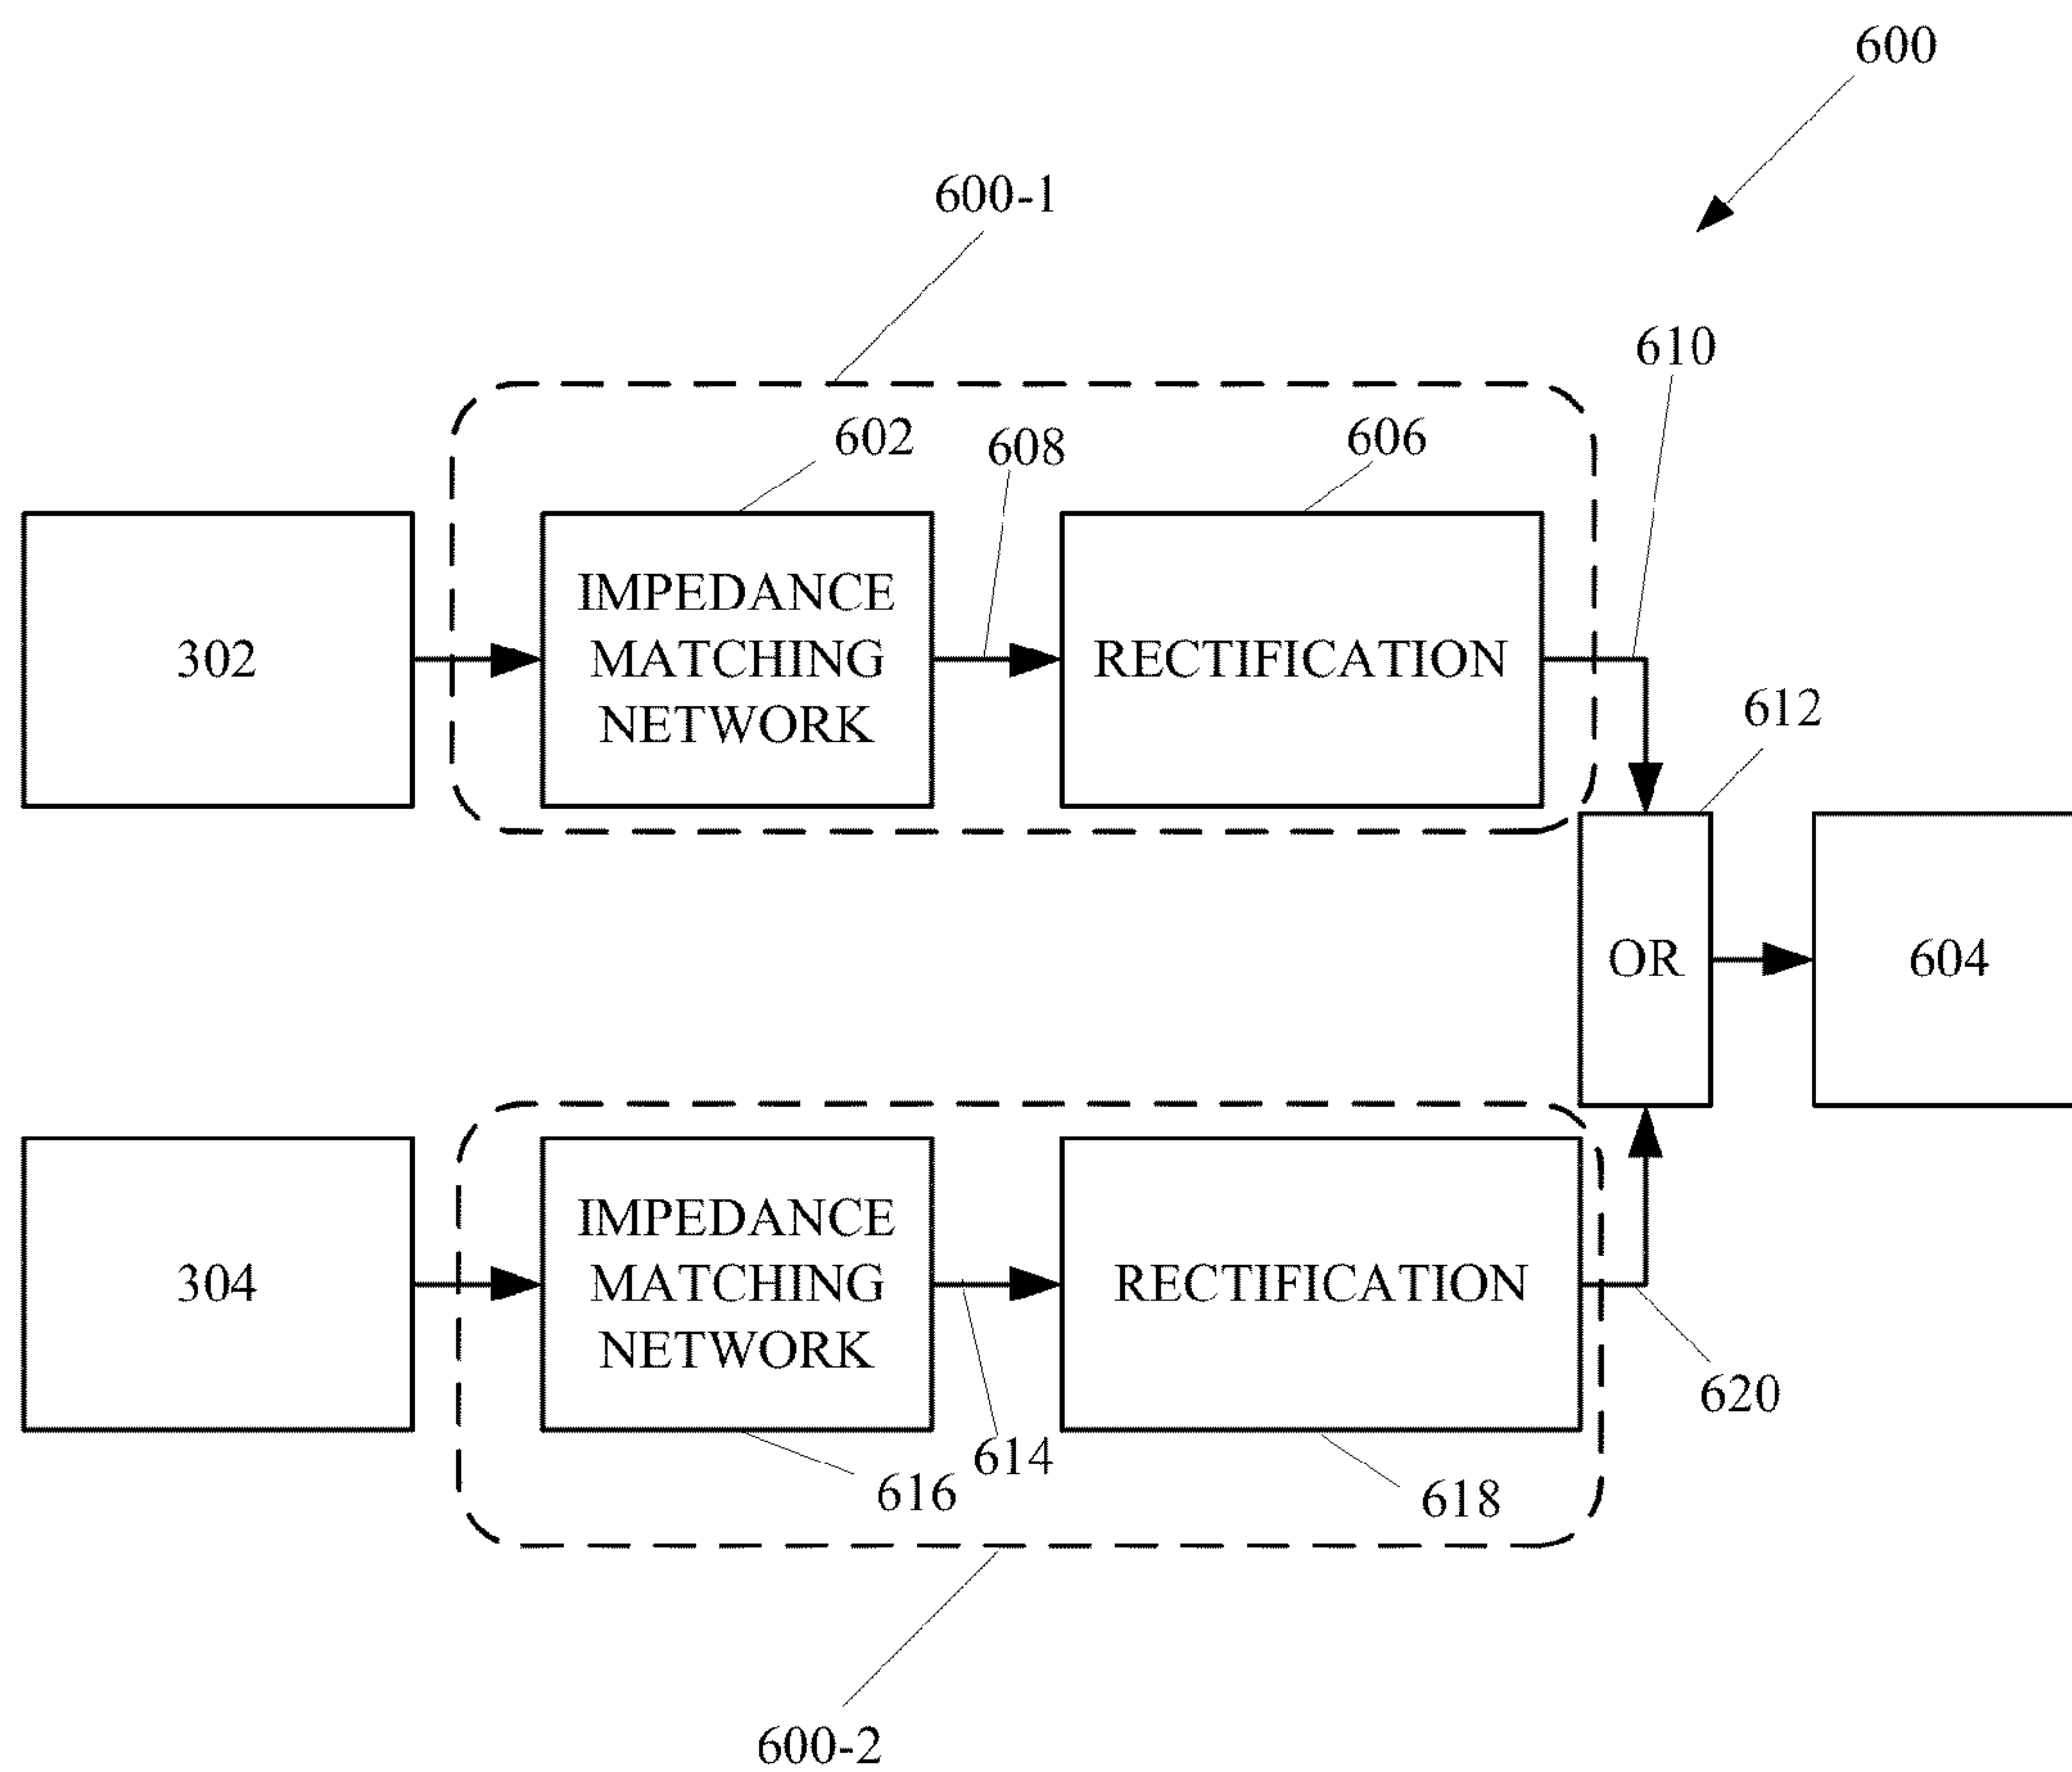 600
600-1
610
602
608
606
302
IMPEDANCE
MATCHING
NETWORK
RECTIFICATION
612
OR
604
304
IMPEDANCE
MATCHING
NETWORK
RECTIFICATION
620
616
614
618
600-2